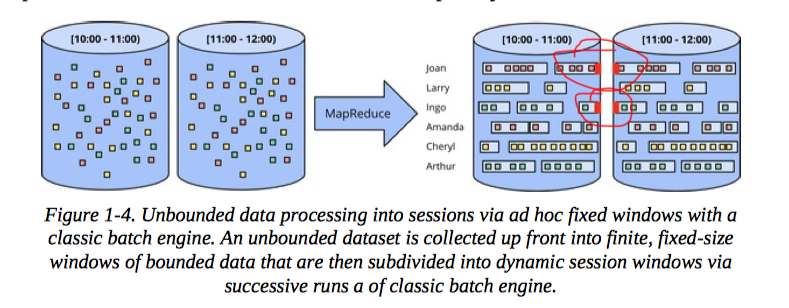 [10:00 - 11:00)
[11:00 - 12:00)
MapReduce
[10:00 - 11:00)
[11:00 - 12:00)
Joan
Larry
Ingo
Amanda
Cheryl
Arthur
Figure 1-4. Unbounded data processing into sessions via ad hoc fixed windows with a
classic batch engine. An unbounded dataset is collected up front into finite, fixed-size
windows of bounded data that are then subdivided into dynamic session windows via
successive runs a of classic batch engine.